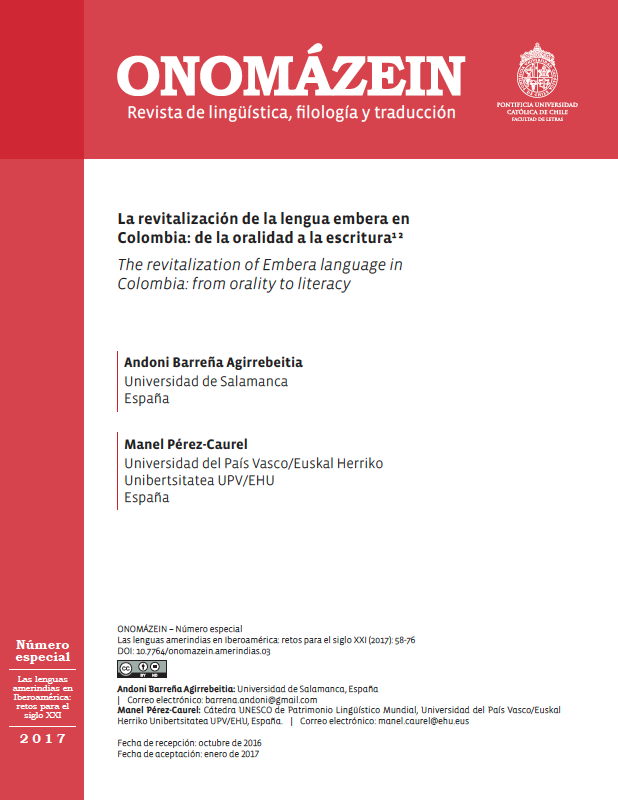 ONOMÁZEIN
Revista de lingüística, filología y traducción
PONTIFICIA UNIVERSIDAD
CATÓLICA DE CHILE
FACULTAD DE LETRAS
La revitalización de la lengua embera en
Colombia: de la oralidad a la escritura¹ ²
The revitalization of Embera language in
Colombia: from orality to literacy
Andoni Barreña Agirrebeitia
Universidad de Salamanca
España
Manel Pérez-Caurel
Universidad del País Vasco/Euskal Herriko
Unibertsitatea UPV/EHU
España
ONOMÁZEIN – Número especial
Las lenguas amerindias en Iberoamérica: retos para el siglo XXI (2017): 58-76
DOI: 10.7764/onomazein.amerindias.03
CC BY ND
Andoni Barreña Agirrebeitia: Universidad de Salamanca, España
| Correo electrónico: barrena.andoni@gmail.com
Manel Pérez-Caurel: Cátedra UNESCO de Patrimonio Lingüístico Mundial, Universidad del País Vasco/Euskal
Herriko Unibertsitatea UPV/EHU, España. | Correo electrónico: manel.caurel@ehu.eus
Fecha de recepción: octubre de 2016
Fecha de aceptación: enero de 2017
Número
especial
Las lenguas
amerindias en
Iberoamérica:
retos para el
siglo XXI
2017